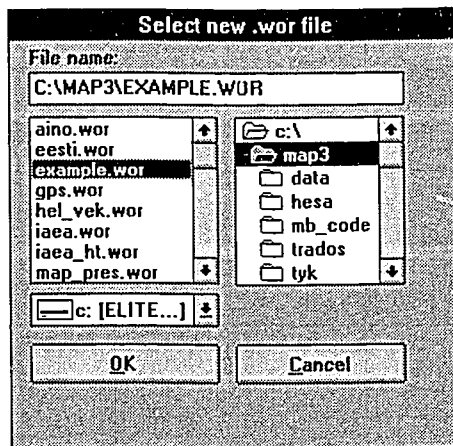 Select new .wor file
File name:
C:\MAP3\EXAMPLE.WOR
aino.wor
eesti.wor
example.wor
gps.wor
hel_vek.wor
iaea.wor
iaea_ht.wor
map_pres.wor
c:\
map3
data
hesa
mb_code
trados
tyk
c: [ELITE...]
OK
Cancel